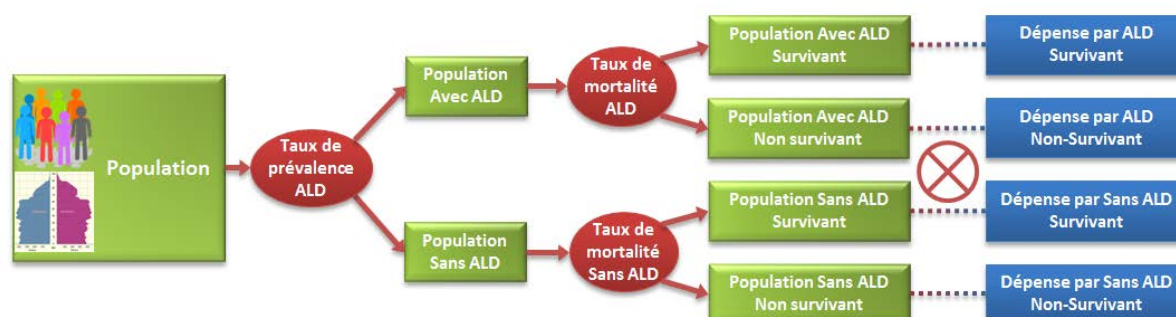 Population
Taux de
prévalence
ALD
Population
Avec ALD
Population
Sans ALD
Taux de
mortalité
ALD
Taux de
mortalité
Sans ALD
Population Avec ALD
Survivant
Dépense par ALD
Survivant
Population Avec ALD
Non survivant
Dépense par ALD
Non-Survivant
Population Sans ALD
Survivant
Dépense par Sans ALD
Survivant
Population Sans ALD
Non survivant
Dépense par Sans ALD
Non-Survivant